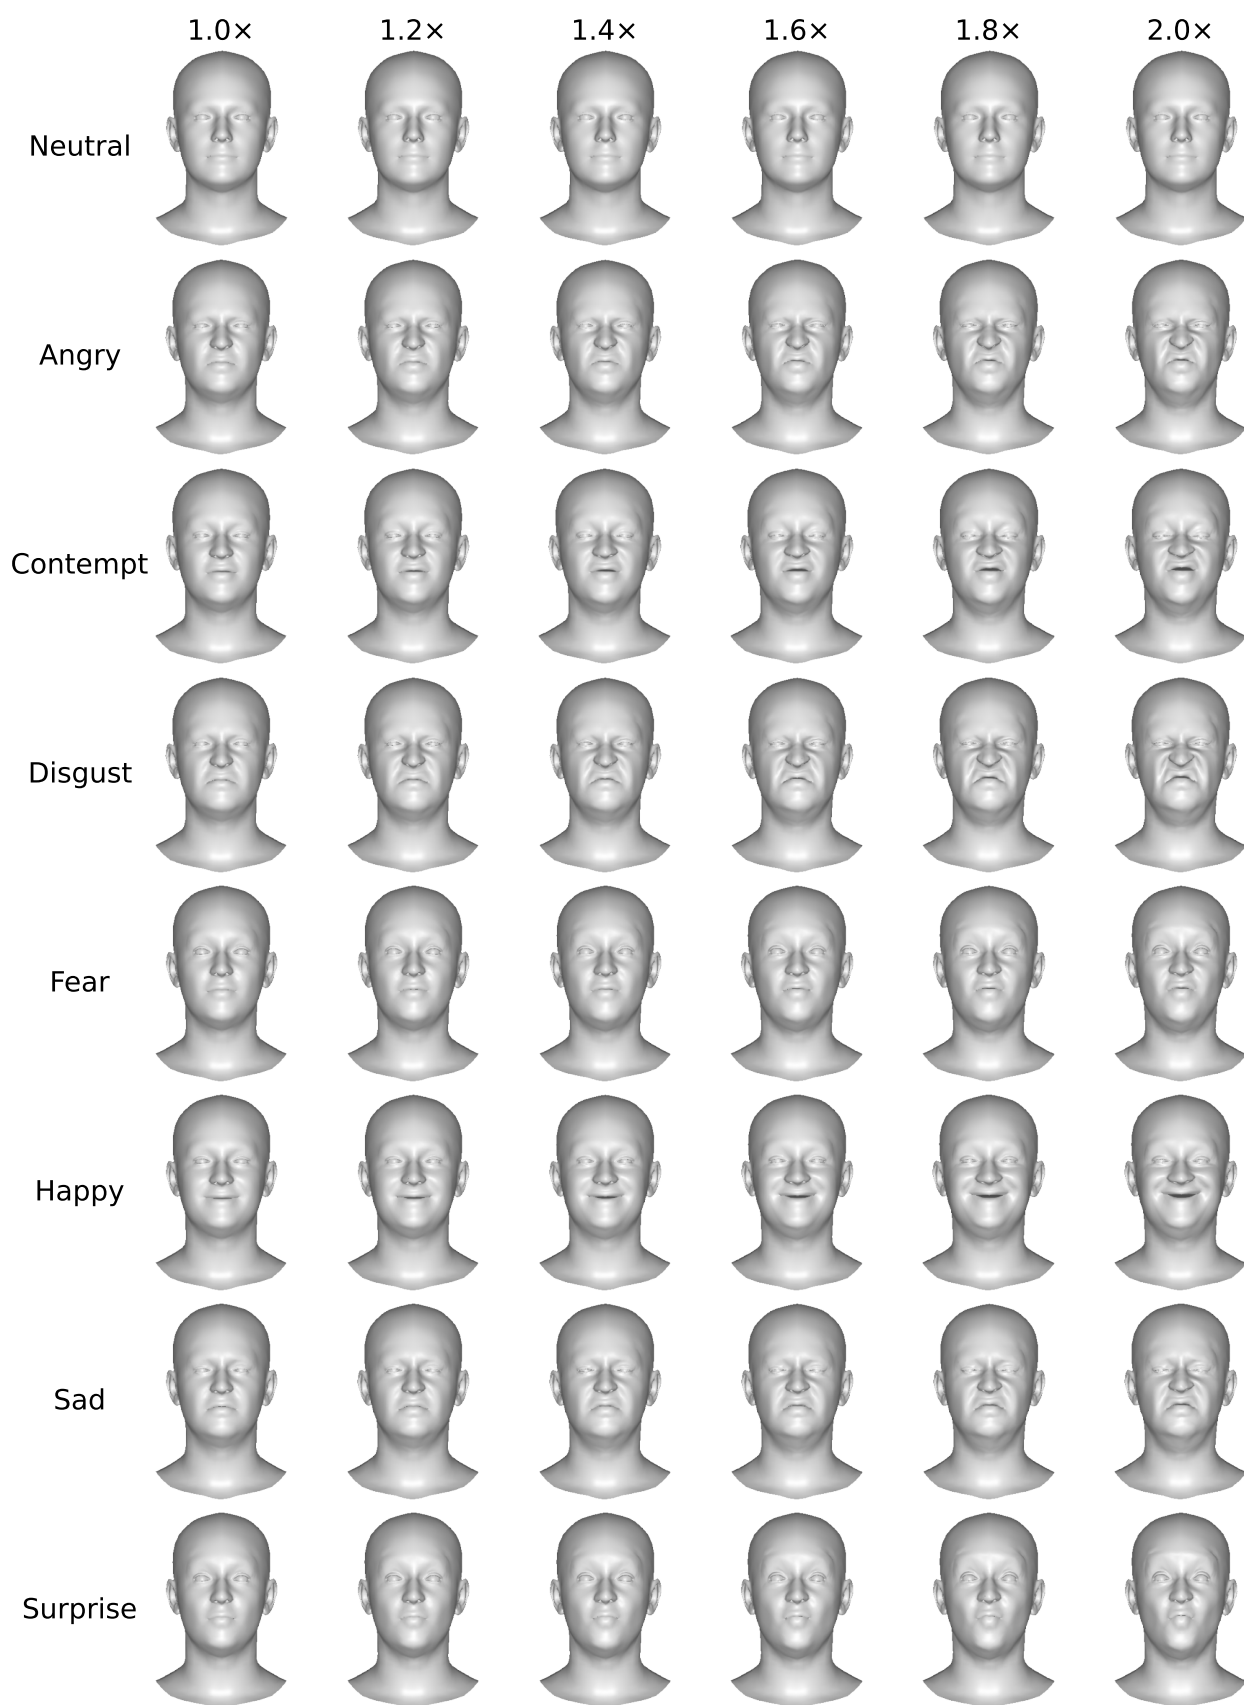 1.0× 1.2× 1.4× 1.6× 1.8× 2.0×
Neutral
Angry
Contempt
Disgust
Fear
Happy
Sad
Surprise